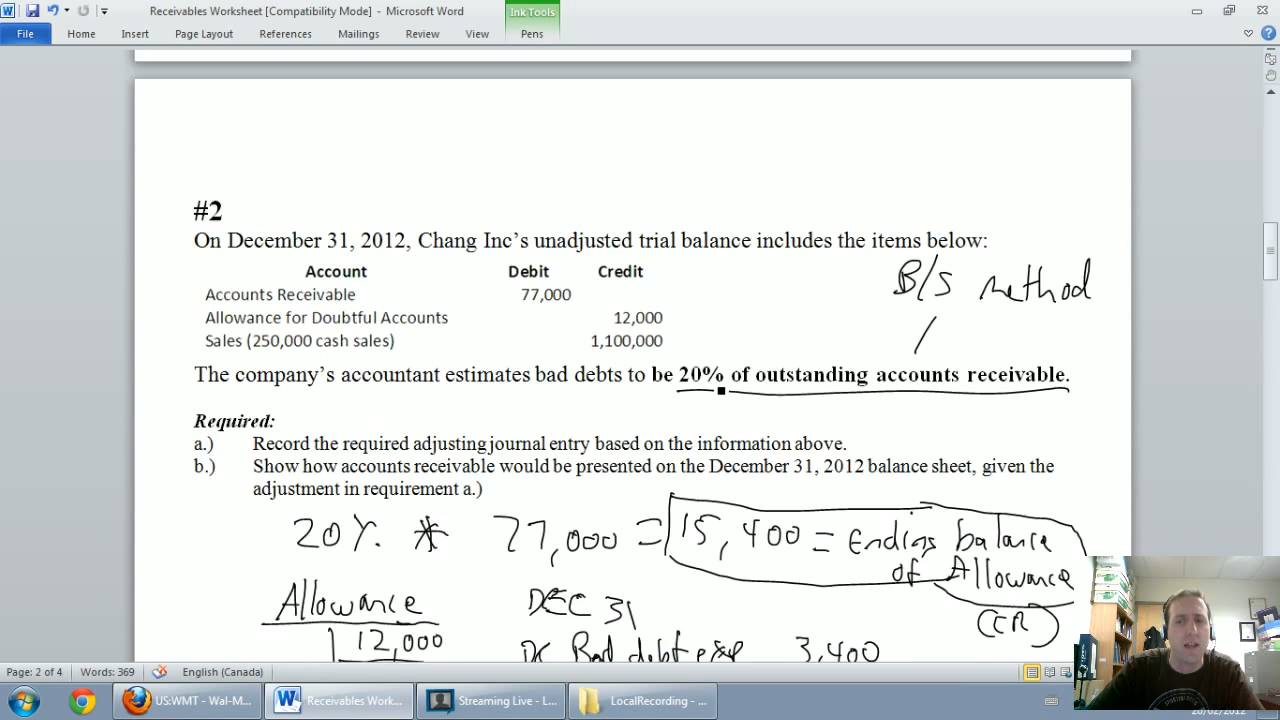 Receivables Worksheet [Compatibility Mode] - Microsoft Word
Ink Tools
File Home Insert Page Layout References Mailings Review View Pens
#2
On December 31, 2012, Chang Inc's unadjusted trial balance includes the items below:
Account Debit Credit
Accounts Receivable 77,000
Allowance for Doubtful Accounts 12,000
Sales (250,000 cash sales) 1,100,000
B/S method
The company's accountant estimates bad debts to be 20% of outstanding accounts receivable.
Required:
a.) Record the required adjusting journal entry based on the information above.
b.) Show how accounts receivable would be presented on the December 31, 2012 balance sheet, given the
adjustment in requirement a.)
20% * 77,000 = 15,400 = Ending balance
of Allowance
(CR)
Allowance DEC 31
12,000 Bad debt exp 3,400
Page: 2 of 4 Words: 369 English (Canada)
US:WMT - Wal-M... Receivables Work... Streaming Live - L... LocalRecording - ...